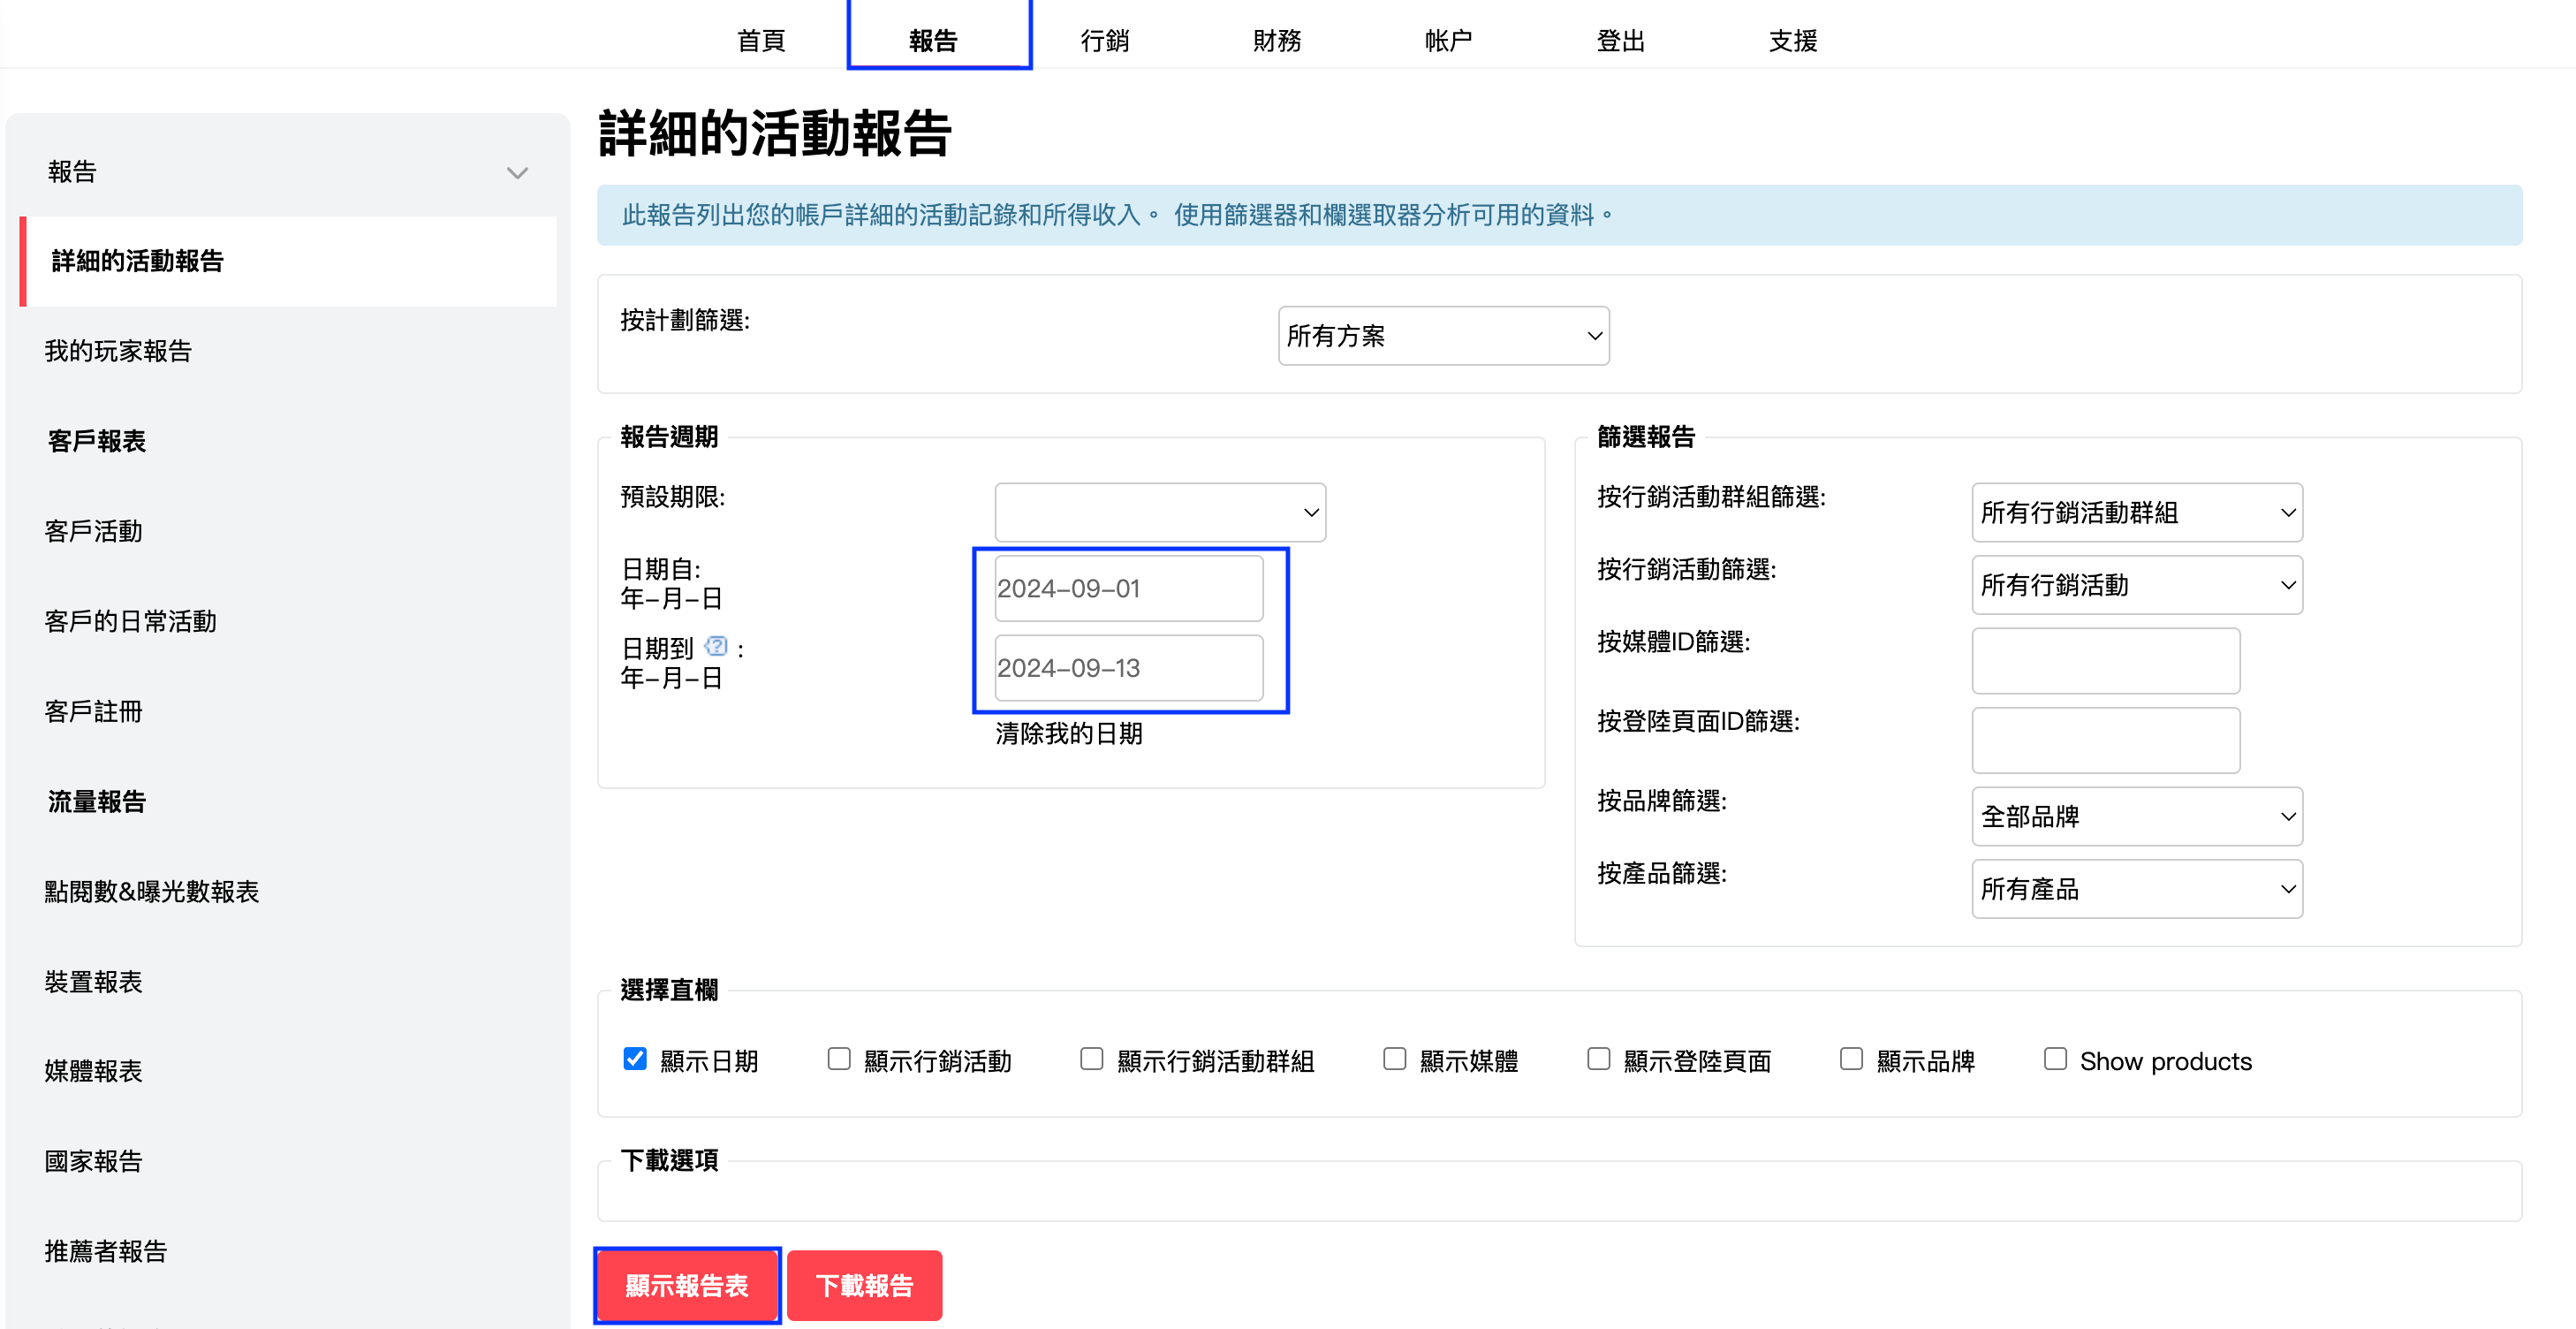 首頁 報告 行銷 財務 帐户 登出 支援
報告
詳細的活動報告
我的玩家報告
客戶報表
客戶活動
客戶的日常活動
客戶註冊
流量報告
點閱數&曝光數報表
裝置報表
媒體報表
國家報告
推薦者報告
詳細的活動報告
此報告列出您的帳戶詳細的活動記錄和所得收入。 使用篩選器和欄選取器分析可用的資料。
按計劃篩選: 所有方案
報告週期
預設期限:
日期自:
年-月-日
2024-09-01
日期到 ? :
年-月-日
2024-09-13
清除我的日期
篩選報告
按行銷活動群組篩選: 所有行銷活動群組
按行銷活動篩選: 所有行銷活動
按媒體ID篩選:
按登陸頁面ID篩選:
按品牌篩選: 全部品牌
按產品篩選: 所有產品
選擇直欄
顯示日期 顯示行銷活動 顯示行銷活動群組 顯示媒體 顯示登陸頁面 顯示品牌 Show products
下載選項
顯示報告表 下載報告